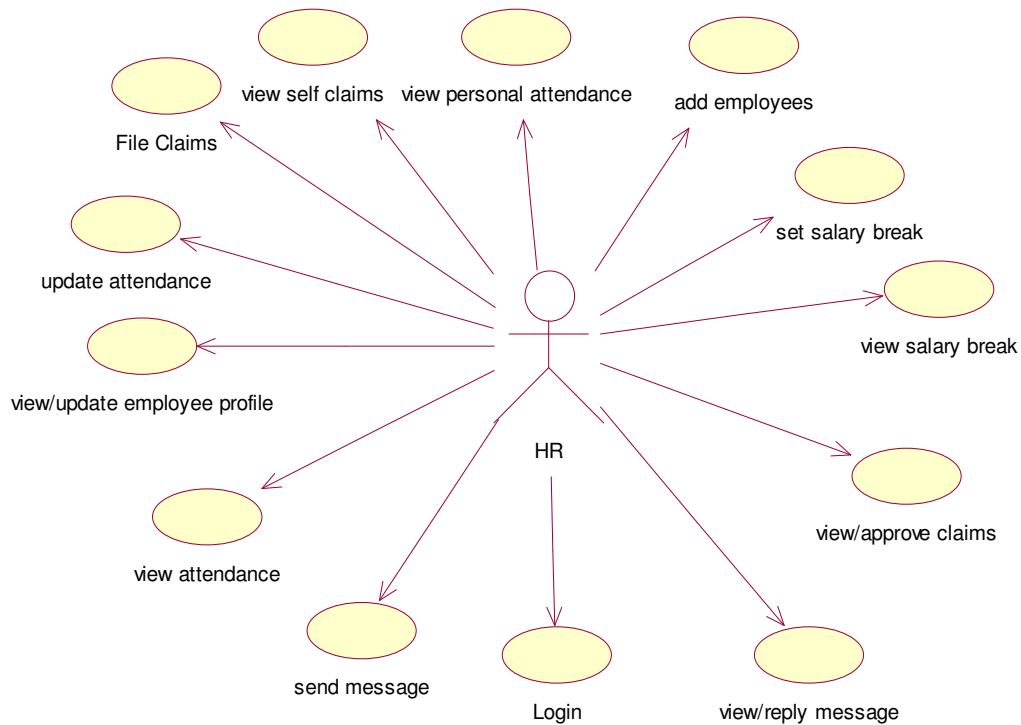 view self claims
view personal attendance
add employees
File Claims
set salary break
update attendance
view salary break
view/update employee profile
HR
view/approve claims
view attendance
send message
Login
view/reply message